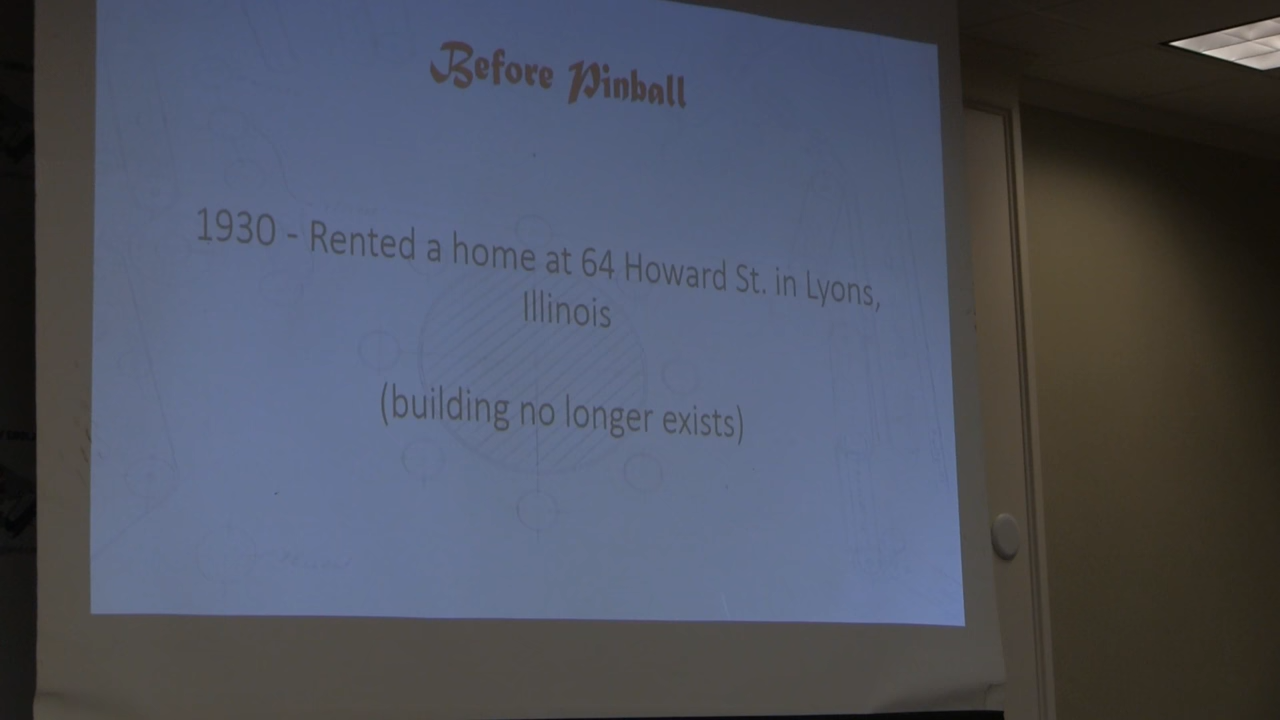 Before Pinball
1930 - Rented a home at 64 Howard St. in Lyons,
Illinois
(building no longer exists)